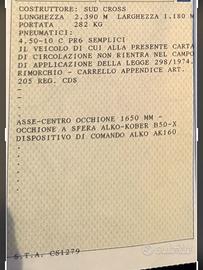 COSTRUTTORE: SUD CROSS
LUNGHEZZA 2.390 M LARGHEZZA 1.180 M
PORTATA 282 KG
PNEUMATICI:
4.50-10 C PR6 SEMPLICI
IL VEICOLO DI CUI ALLA PRESENTE CARTA
DI CIRCOLAZIONE NON RIENTRA NEL CAMPO
DI APPLICAZIONE DELLA LEGGE 298/1974.
RIMORCHIO - CARRELLO APPENDICE ART.
205 REG. CDS
ASSE-CENTRO OCCHIONE 1650 MM -
OCCHIONE A SFERA ALKO-KOBER B50-X
DISPOSITIVO DI COMANDO ALKO AK160
S.T.A. CS1279
subito